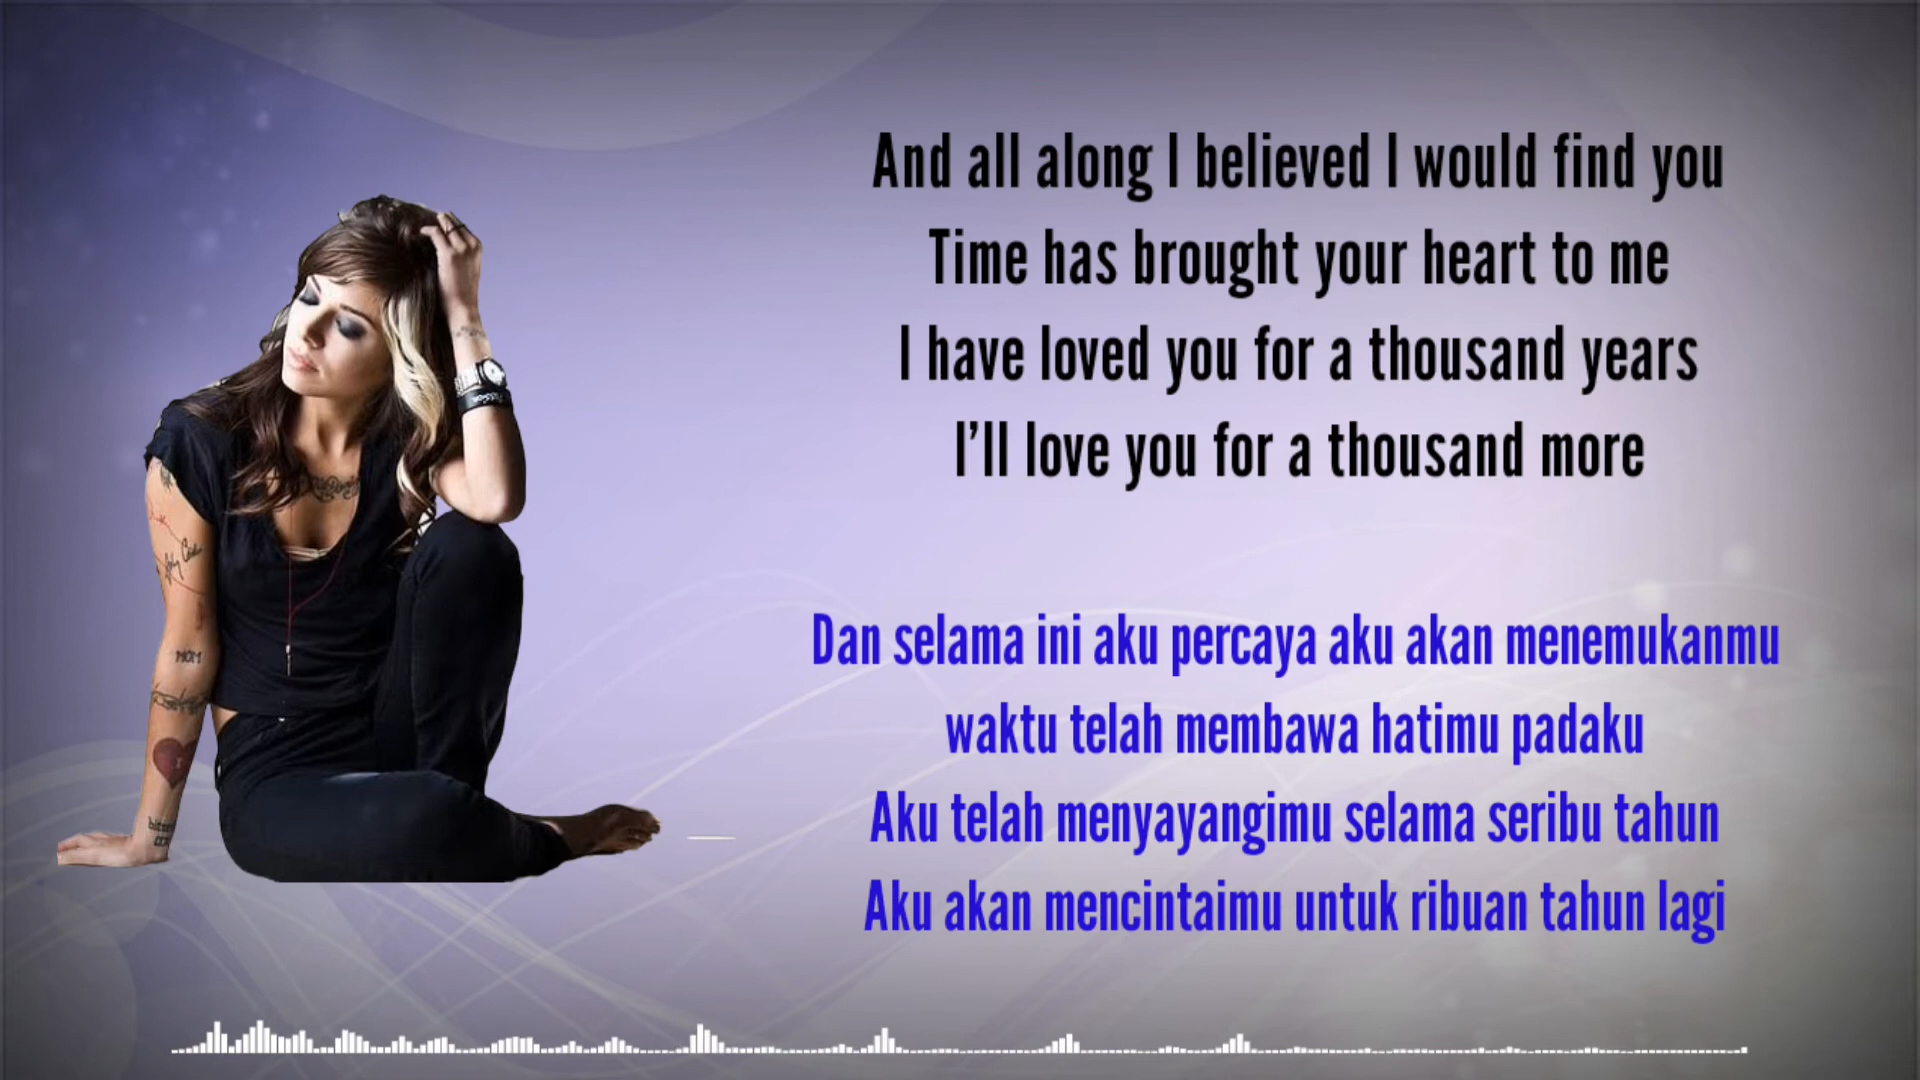 And all along I believed I would find you
Time has brought your heart to me
I have loved you for a thousand years
I'll love you for a thousand more
Dan selama ini aku percaya aku akan menemukanmu
waktu telah membawa hatimu padaku
Aku telah menyayangimu selama seribu tahun
Aku akan mencintaimu untuk ribuan tahun lagi
MOM